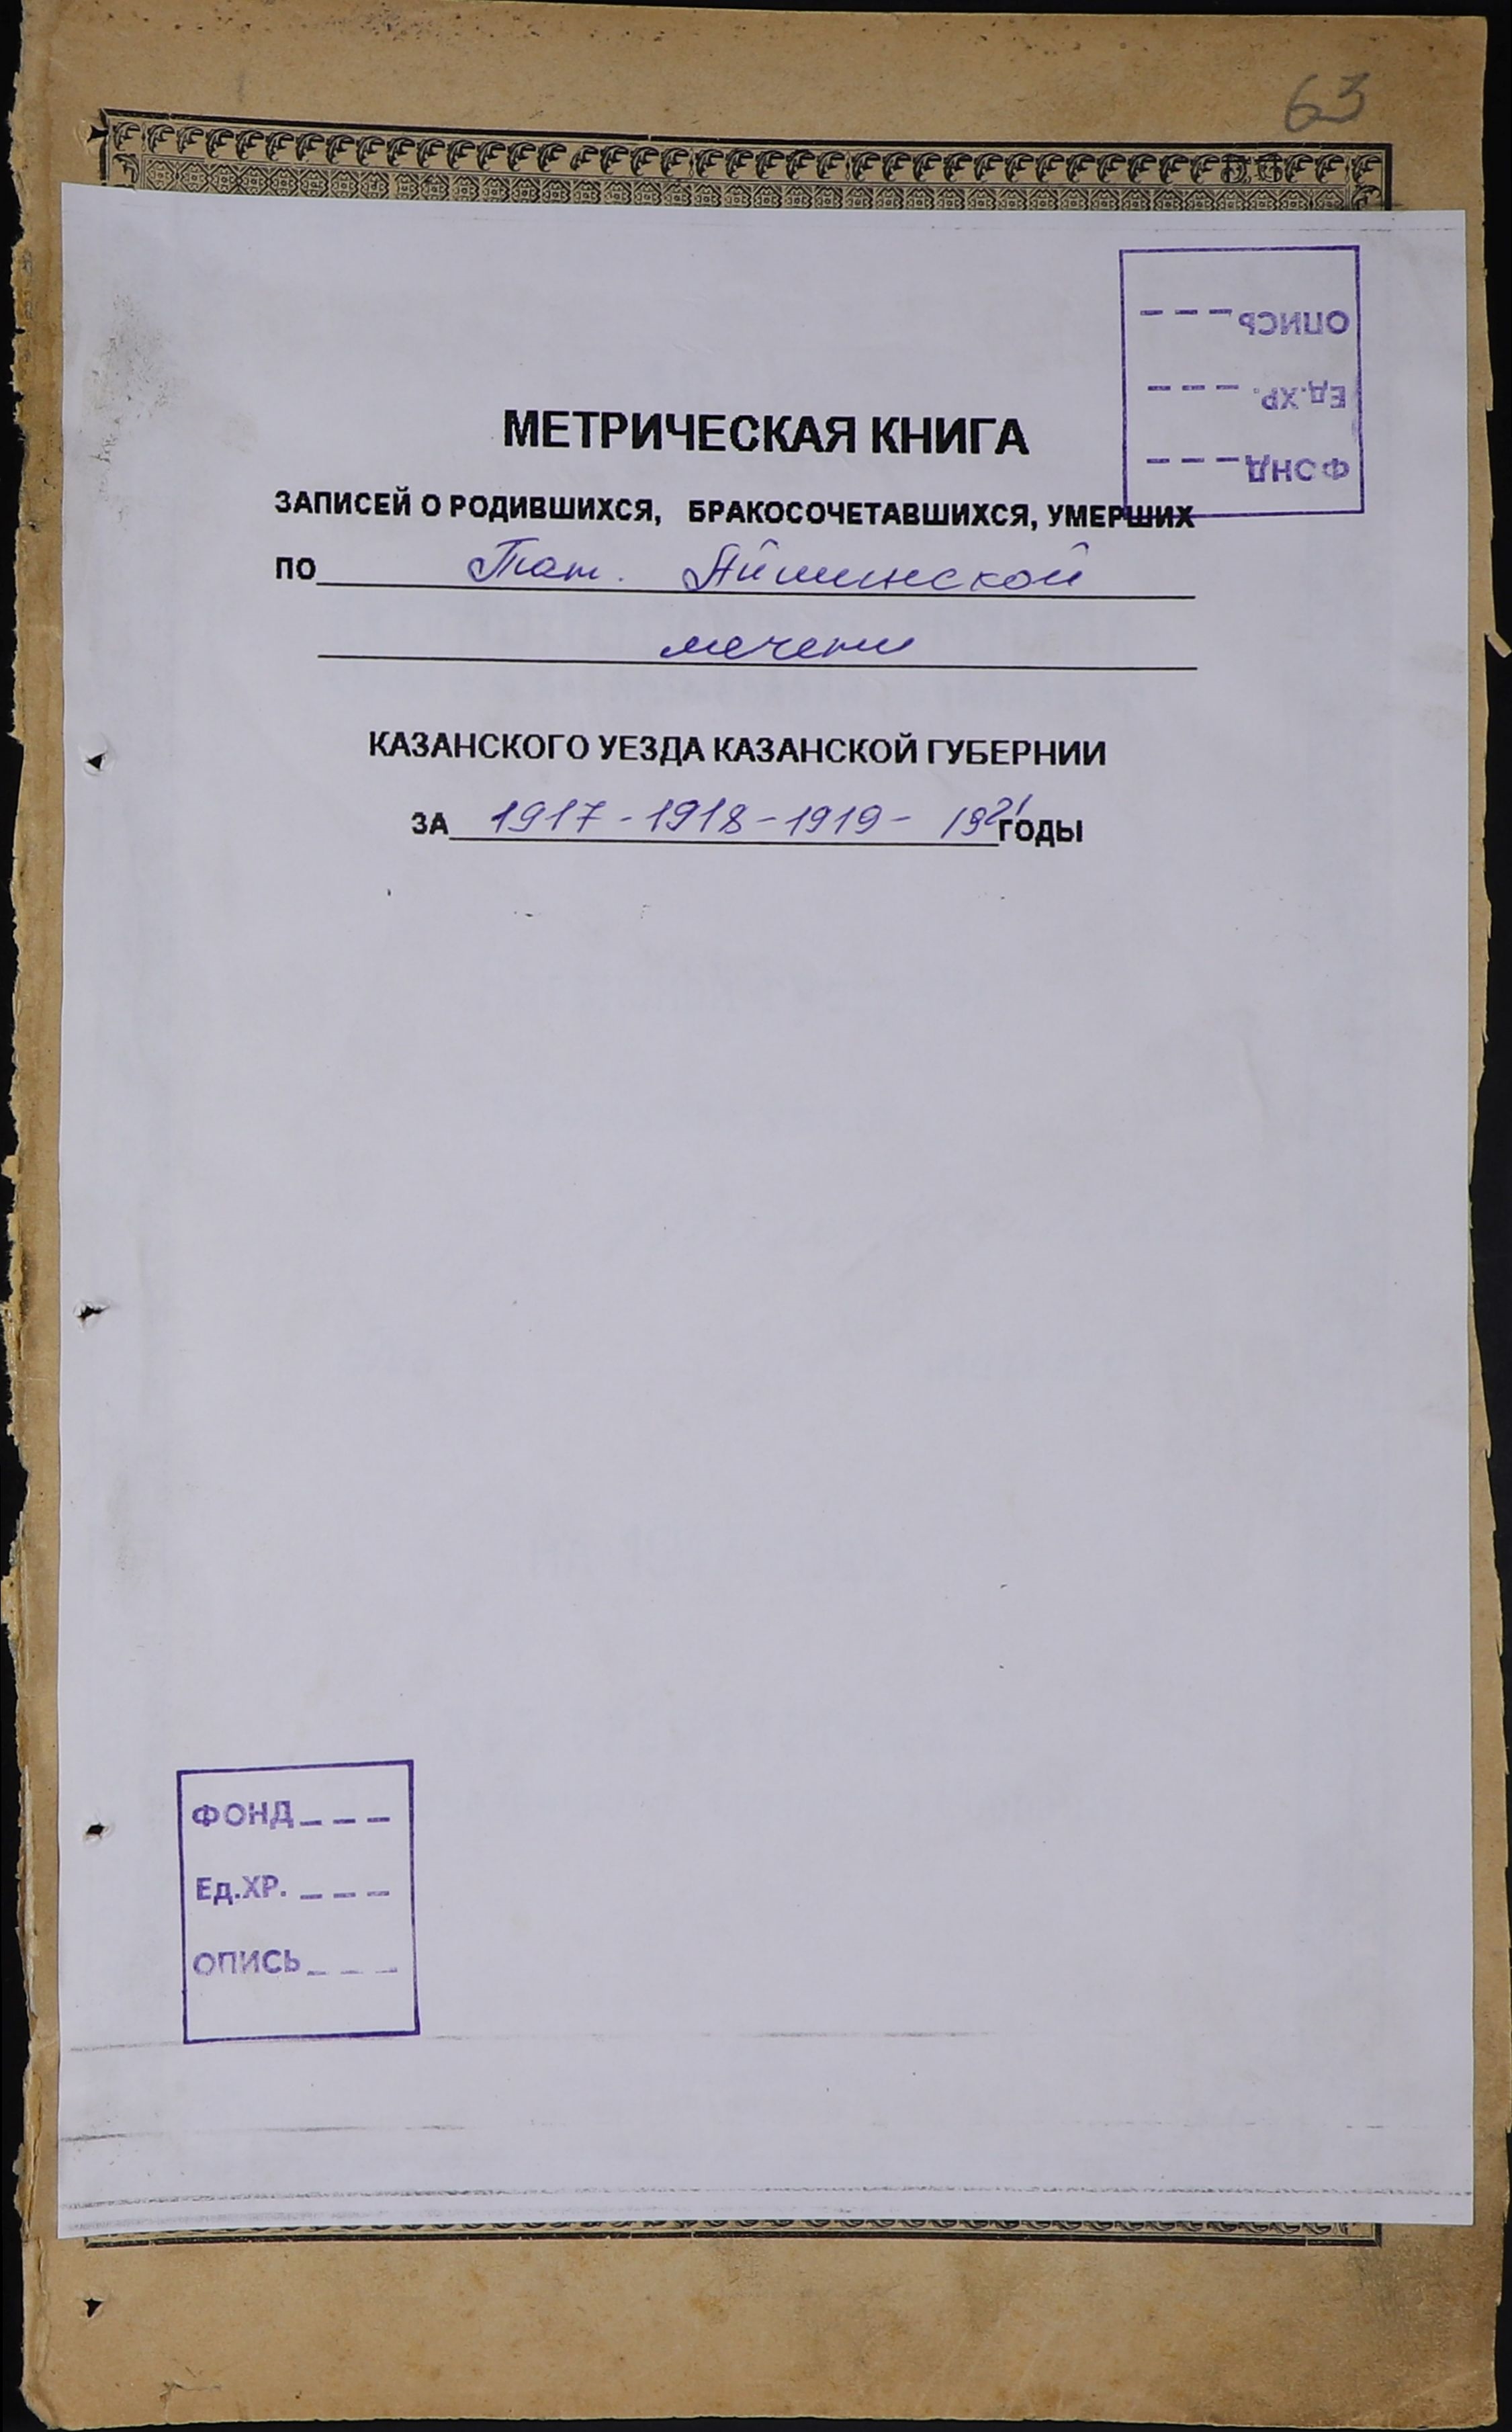 63
ОПИСЬ _ _ _
Ед.ХР. _ _ _
ФОНД _ _ _
МЕТРИЧЕСКАЯ КНИГА
ЗАПИСЕЙ О РОДИВШИХСЯ, БРАКОСОЧЕТАВШИХСЯ, УМЕРШИХ
ПО Тат. Айшинской
мечети
КАЗАНСКОГО УЕЗДА КАЗАНСКОЙ ГУБЕРНИИ
ЗА 1917 - 1918 - 1919 - 1921 ГОДЫ
ФОНД _ _ _
Ед.ХР. _ _ _
ОПИСЬ _ _ _